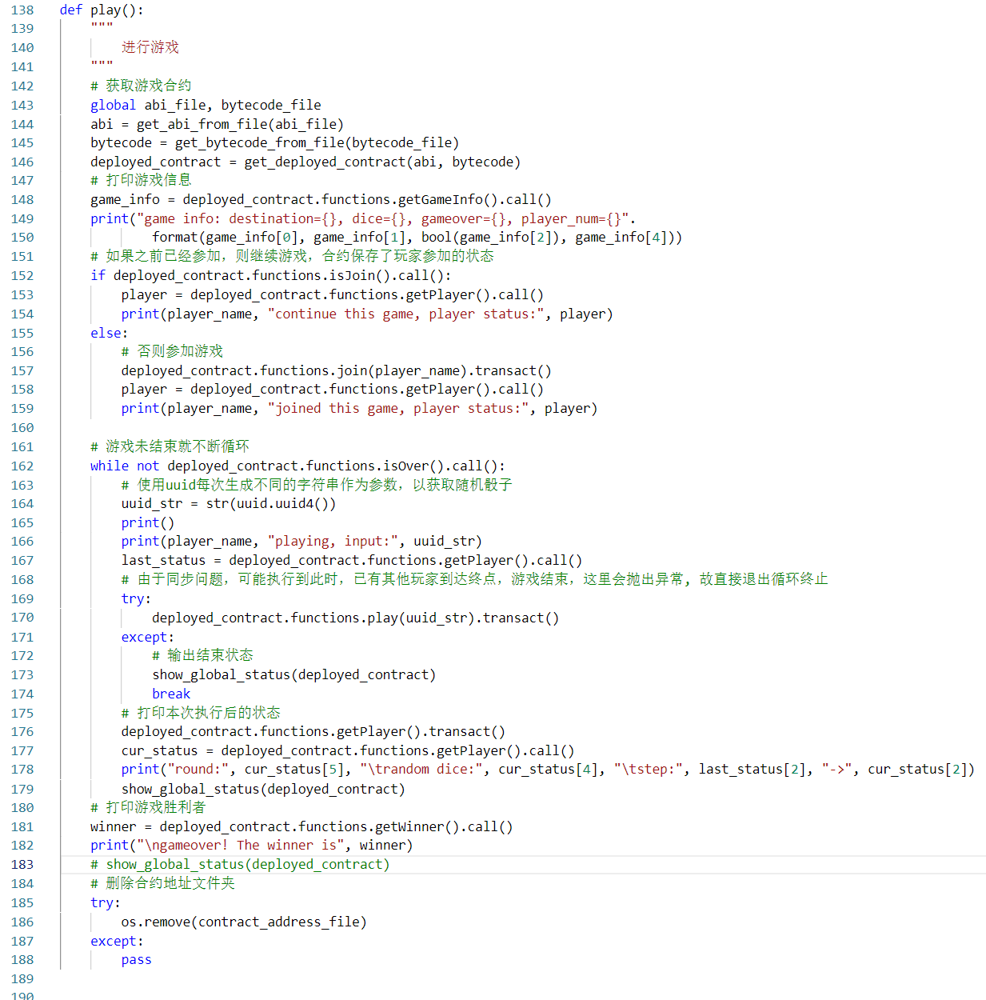 138 def play():
139     """
140         进行游戏
141     """
142     # 获取游戏合约
143     global abi_file, bytecode_file
144     abi = get_abi_from_file(abi_file)
145     bytecode = get_bytecode_from_file(bytecode_file)
146     deployed_contract = get_deployed_contract(abi, bytecode)
147     # 打印游戏信息
148     game_info = deployed_contract.functions.getGameInfo().call()
149     print("game info: destination={}, dice={}, gameover={}, player_num={}".
150             format(game_info[0], game_info[1], bool(game_info[2]), game_info[4]))
151     # 如果之前已经参加，则继续游戏，合约保存了玩家参加的状态
152     if deployed_contract.functions.isJoin().call():
153         player = deployed_contract.functions.getPlayer().call()
154         print(player_name, "continue this game, player status:", player)
155     else:
156         # 否则参加游戏
157         deployed_contract.functions.join(player_name).transact()
158         player = deployed_contract.functions.getPlayer().call()
159         print(player_name, "joined this game, player status:", player)
160
161     # 游戏未结束就不断循环
162     while not deployed_contract.functions.isOver().call():
163         # 使用uuid每次生成不同的字符串作为参数，以获取随机骰子
164         uuid_str = str(uuid.uuid4())
165         print()
166         print(player_name, "playing, input:", uuid_str)
167         last_status = deployed_contract.functions.getPlayer().call()
168         # 由于同步问题，可能执行到此时，已有其他玩家到达终点，游戏结束，这里会抛出异常, 故直接退出循环终止
169         try:
170             deployed_contract.functions.play(uuid_str).transact()
171         except:
172             # 输出结束状态
173             show_global_status(deployed_contract)
174             break
175         # 打印本次执行后的状态
176         deployed_contract.functions.getPlayer().transact()
177         cur_status = deployed_contract.functions.getPlayer().call()
178         print("round:", cur_status[5], "\trandom dice:", cur_status[4], "\tstep:", last_status[2], "->", cur_status[2])
179         show_global_status(deployed_contract)
180     # 打印游戏胜利者
181     winner = deployed_contract.functions.getWinner().call()
182     print("\ngameover! The winner is", winner)
183     # show_global_status(deployed_contract)
184     # 删除合约地址文件夹
185     try:
186         os.remove(contract_address_file)
187     except:
188         pass
189
190